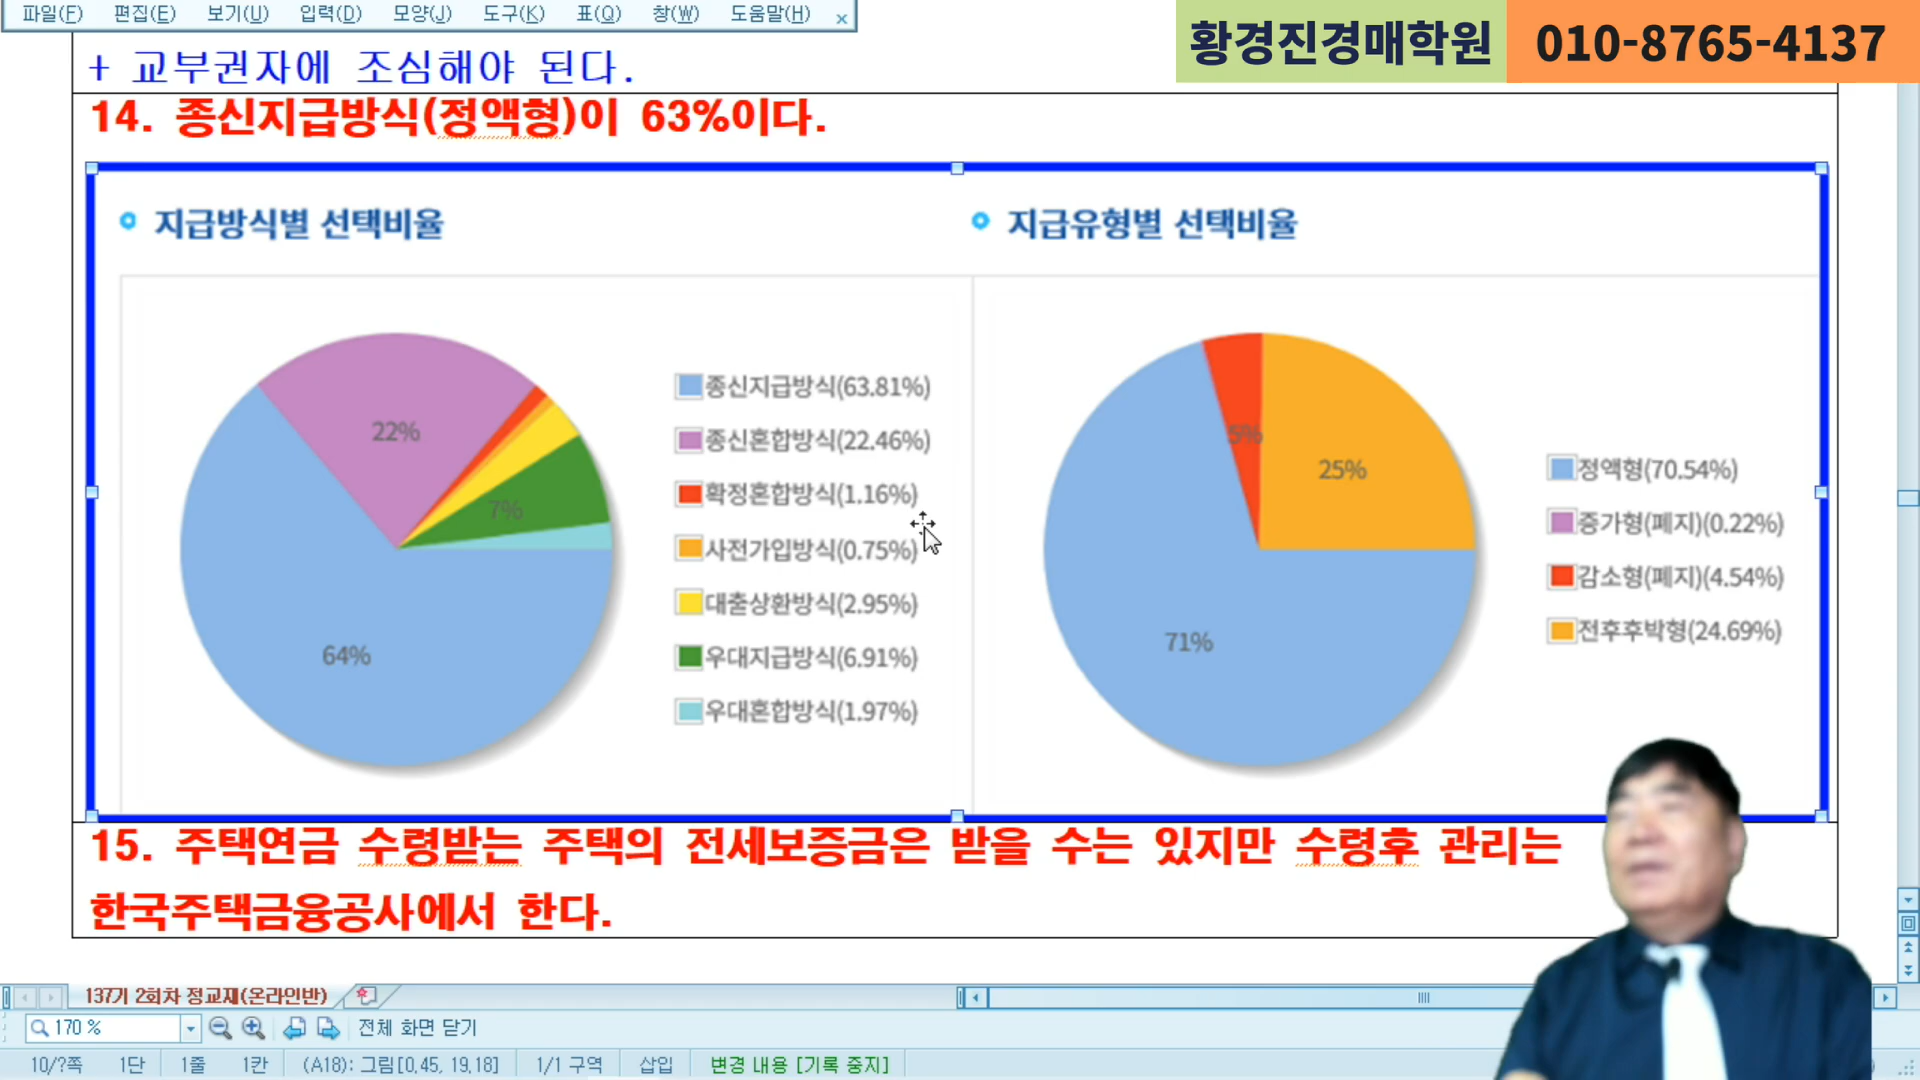 파일(F) 편집(E) 보기(U) 입력(D) 모양(J) 도구(K) 표(Q) 창(W) 도움말(H) x
황경진경매학원 010-8765-4137
+ 교부권자에 조심해야 된다.
14. 종신지급방식(정액형)이 63%이다.
지급방식별 선택비율
22%
7%
64%
종신지급방식(63.81%)
종신혼합방식(22.46%)
확정혼합방식(1.16%)
사전가입방식(0.75%)
대출상환방식(2.95%)
우대지급방식(6.91%)
우대혼합방식(1.97%)
지급유형별 선택비율
5%
25%
71%
정액형(70.54%)
증가형(폐지)(0.22%)
감소형(폐지)(4.54%)
전후후박형(24.69%)
15. 주택연금 수령받는 주택의 전세보증금은 받을 수는 있지만 수령후 관리는
한국주택금융공사에서 한다.
137기 2회차 정교재(온라인반)
170 % 전체 화면 닫기
10/?쪽 1단 1줄 1칸 (A18): 그림[0,45, 19,18] 1/1 구역 삽입 변경 내용 [기록 중지]